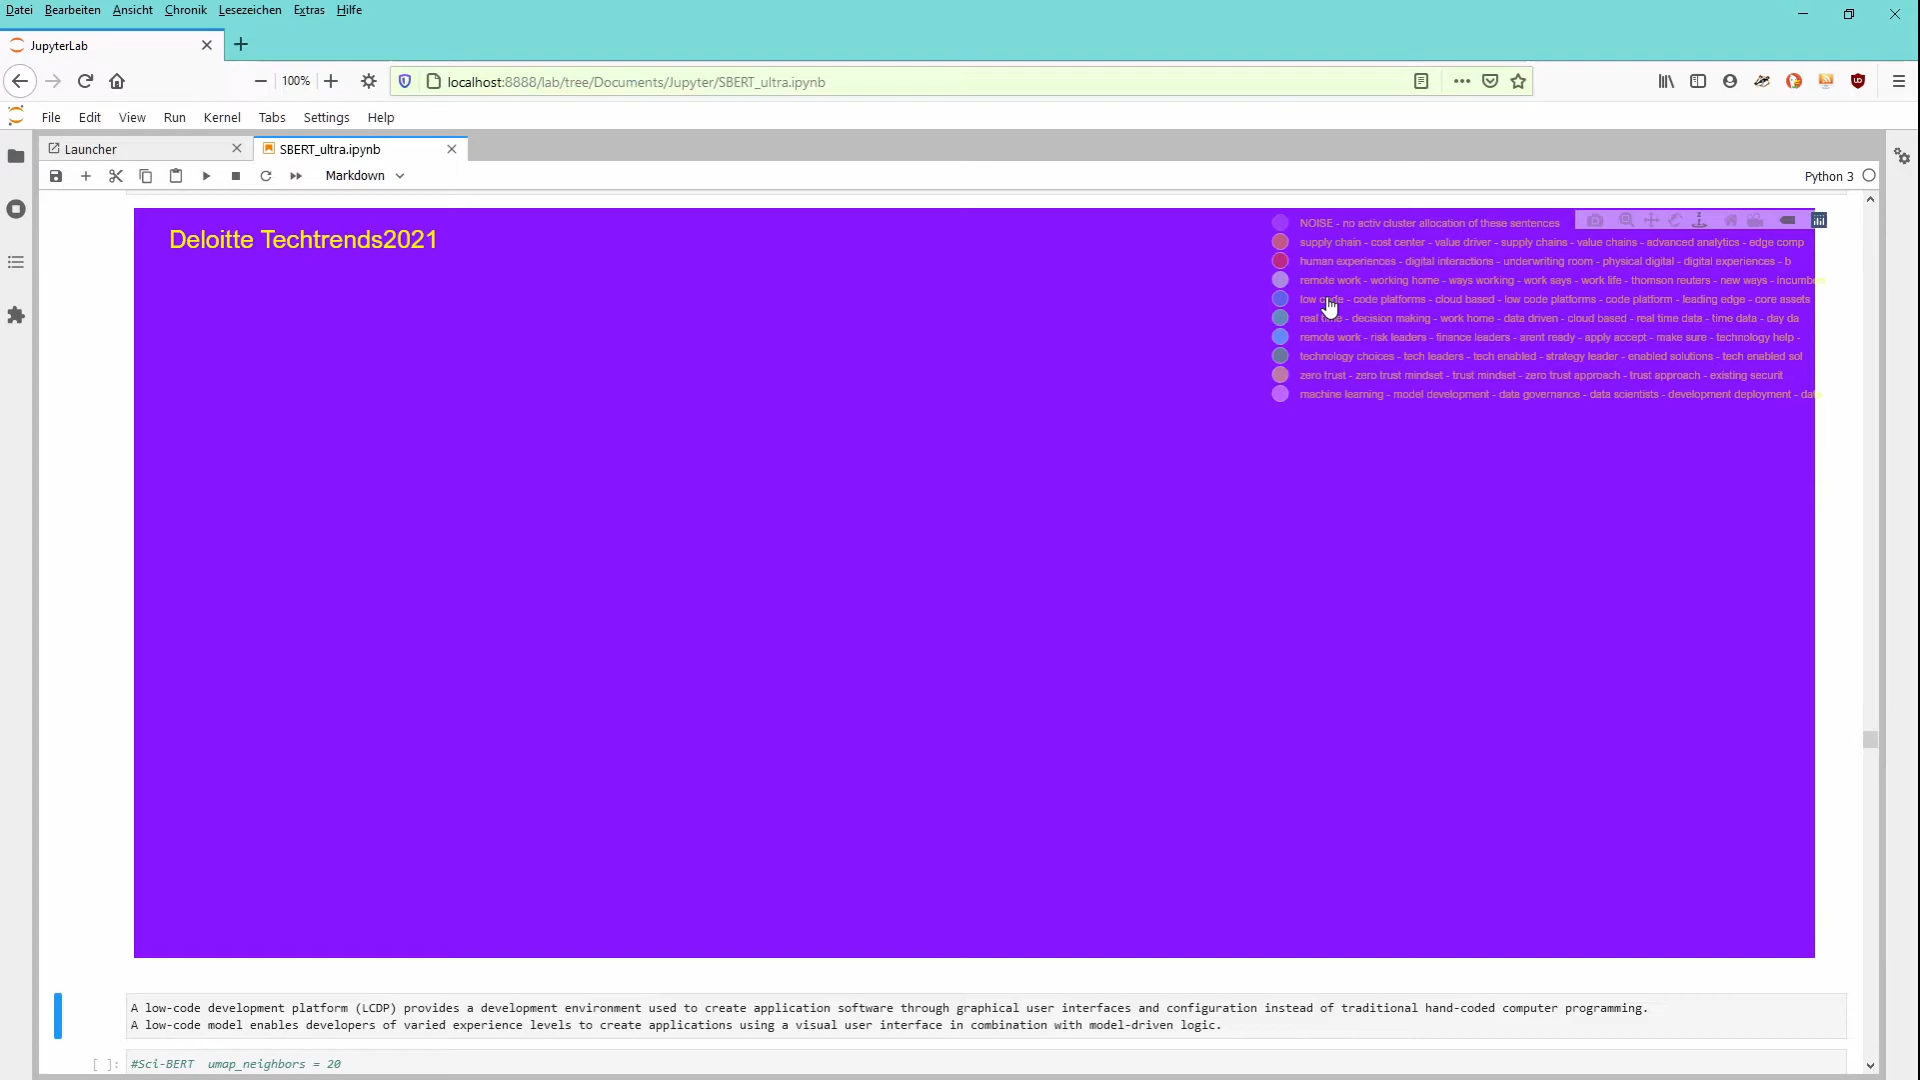 Datei Bearbeiten Ansicht Chronik Lesezeichen Extras Hilfe
JupyterLab
100% localhost:8888/lab/tree/Documents/Jupyter/SBERT_ultra.ipynb
File Edit View Run Kernel Tabs Settings Help
Launcher SBERT_ultra.ipynb
Markdown Python 3
Deloitte Techtrends2021
NOISE - no activ cluster allocation of these sentences
supply chain - cost center - value driver - supply chains - value chains - advanced analytics - edge comp
human experiences - digital interactions - underwriting room - physical digital - digital experiences - b
remote work - working home - ways working - work says - work life - thomson reuters - new ways -
low code - code platforms - cloud based - low code platforms - code platform - leading edge - core assets
real time - decision making - work home - data driven - cloud based - real time data - time data - day da
remote work - risk leaders - finance leaders - arent ready - apply accept - make sure - technology help -
technology choices - tech leaders - tech enabled - strategy leader - enabled solutions - tech enabled sol
zero trust - zero trust mindset - trust mindset - zero trust approach - trust approach - existing securit
machine learning - model development - data governance - data scientists - development deployment -
A low-code development platform (LCDP) provides a development environment used to create application software through graphical user interfaces and configuration instead of traditional hand-coded computer programming.
A low-code model enables developers of varied experience levels to create applications using a visual user interface in combination with model-driven logic.
[ ]: #Sci-BERT umap_neighbors = 20